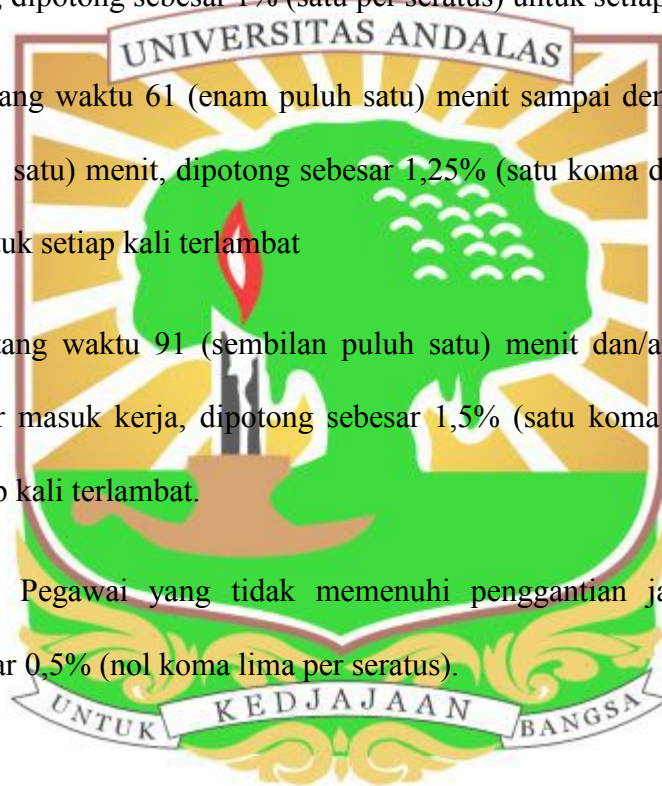 dipotong sebesar 1% (satu per seratus) untuk setiap
UNIVERSITAS ANDALAS
tang waktu 61 (enam puluh satu) menit sampai den
satu) menit, dipotong sebesar 1,25% (satu koma d
tuk setiap kali terlambat
tang waktu 91 (sembilan puluh satu) menit dan/a
r masuk kerja, dipotong sebesar 1,5% (satu koma
p kali terlambat.
Pegawai yang tidak memenuhi penggantian ja
ar 0,5% (nol koma lima per seratus).
UNTUK KEDJAJAAN BANGSA